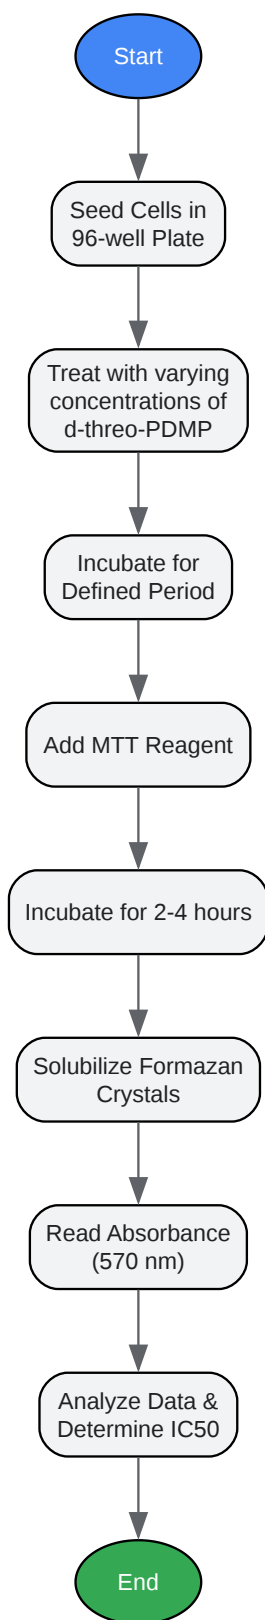 Start
Seed Cells in
96-well Plate
Treat with varying
concentrations of
d-threo-PDMP
Incubate for
Defined Period
Add MTT Reagent
Incubate for 2-4 hours
Solubilize Formazan
Crystals
Read Absorbance
(570 nm)
Analyze Data &
Determine IC50
End